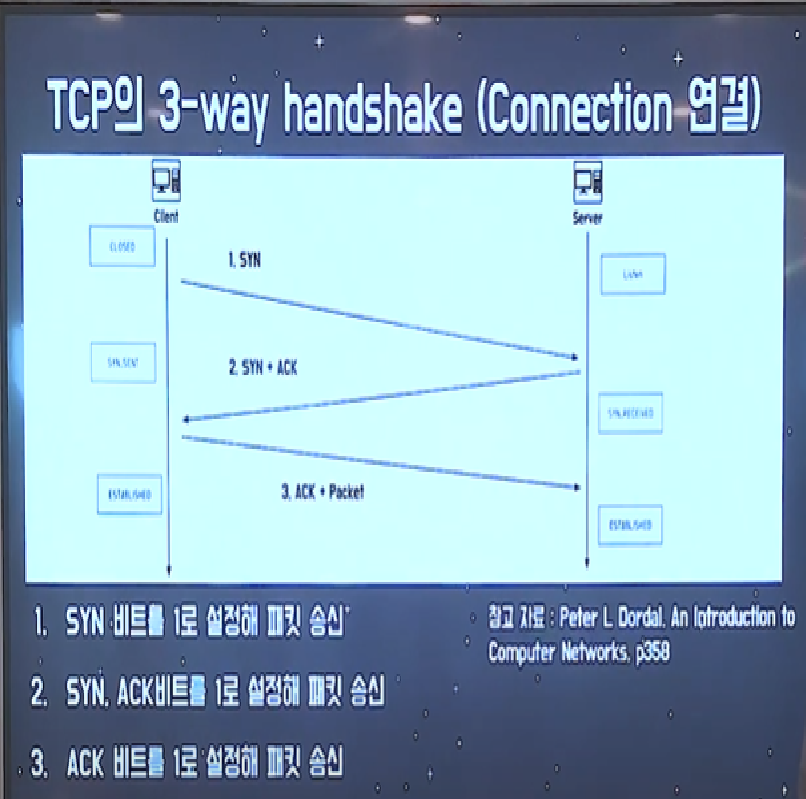 TCP의 3-way handshake (Connection 연결)
Client
Server
CLOSED
1. SYN
Listen
SYN_SENT
2. SYN + ACK
SYN_RECEIVED
ESTABLISHED
3. ACK + Packet
ESTABLISHED
1. SYN 비트를 1로 설정해 패킷 송신
2. SYN, ACK비트를 1로 설정해 패킷 송신
3. ACK 비트를 1로 설정해 패킷 송신
참고 자료 : Peter L Dordal, An Introduction to
Computer Networks, p358